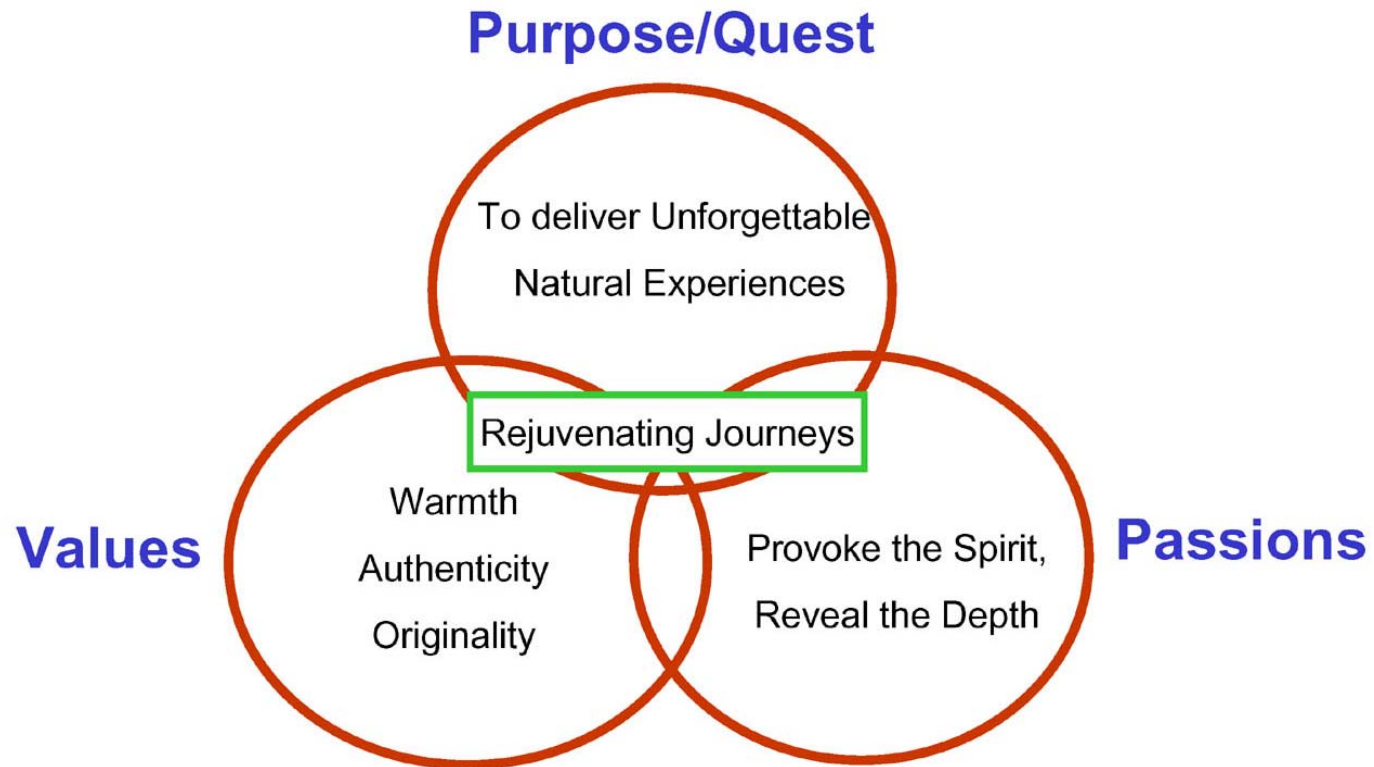 Purpose/Quest
To deliver Unforgettable
Natural Experiences
Rejuvenating Journeys
Values
Warmth
Authenticity
Originality
Provoke the Spirit,
Reveal the Depth
Passions